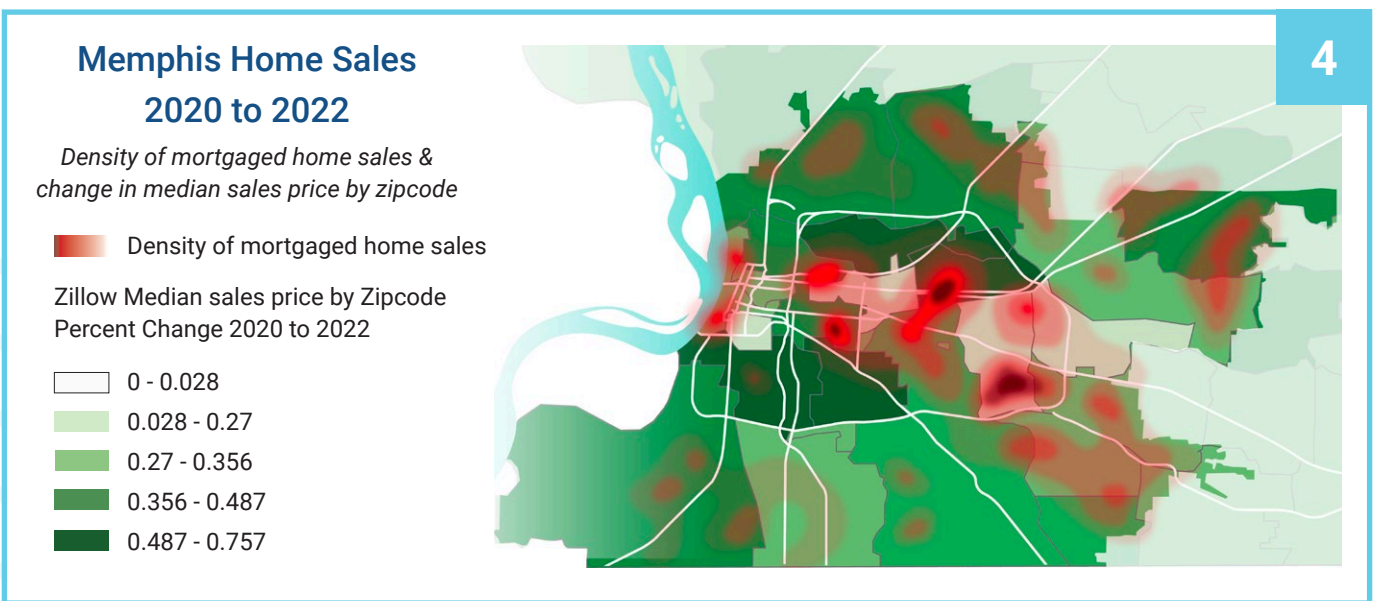 Memphis Home Sales
2020 to 2022
Density of mortgaged home sales &
change in median sales price by zipcode
Density of mortgaged home sales
Zillow Median sales price by Zipcode
Percent Change 2020 to 2022
0 - 0.028
0.028 - 0.27
0.27 - 0.356
0.356 - 0.487
0.487 - 0.757
4